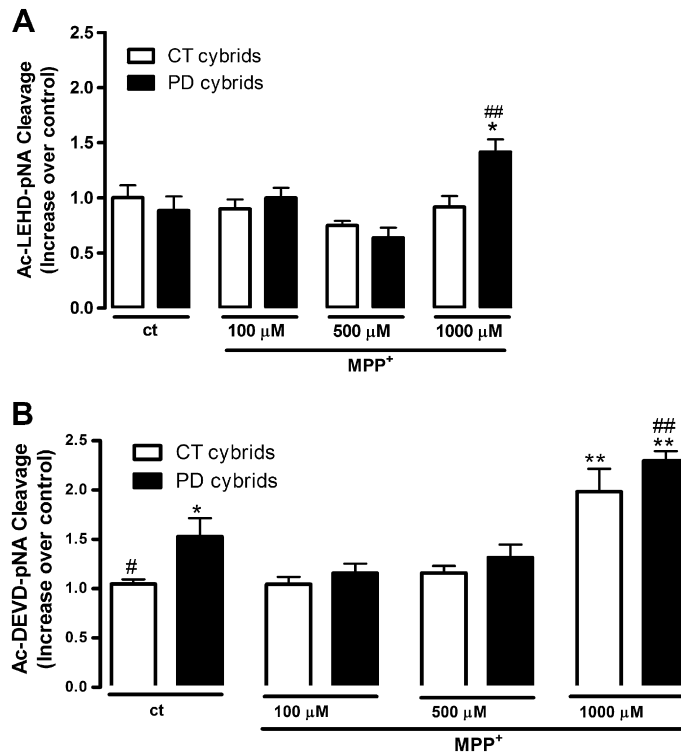 A
Ac-LEHD-pNA Cleavage
(Increase over control)
2.5
2.0
1.5
1.0
0.5
0.0
CT cybrids
PD cybrids
##
*
ct
100 μM
500 μM
1000 μM
MPP+
B
Ac-DEVD-pNA Cleavage
(Increase over control)
2.5
2.0
1.5
1.0
0.5
0.0
CT cybrids
PD cybrids
#
*
**
##
**
ct
100 μM
500 μM
1000 μM
MPP+